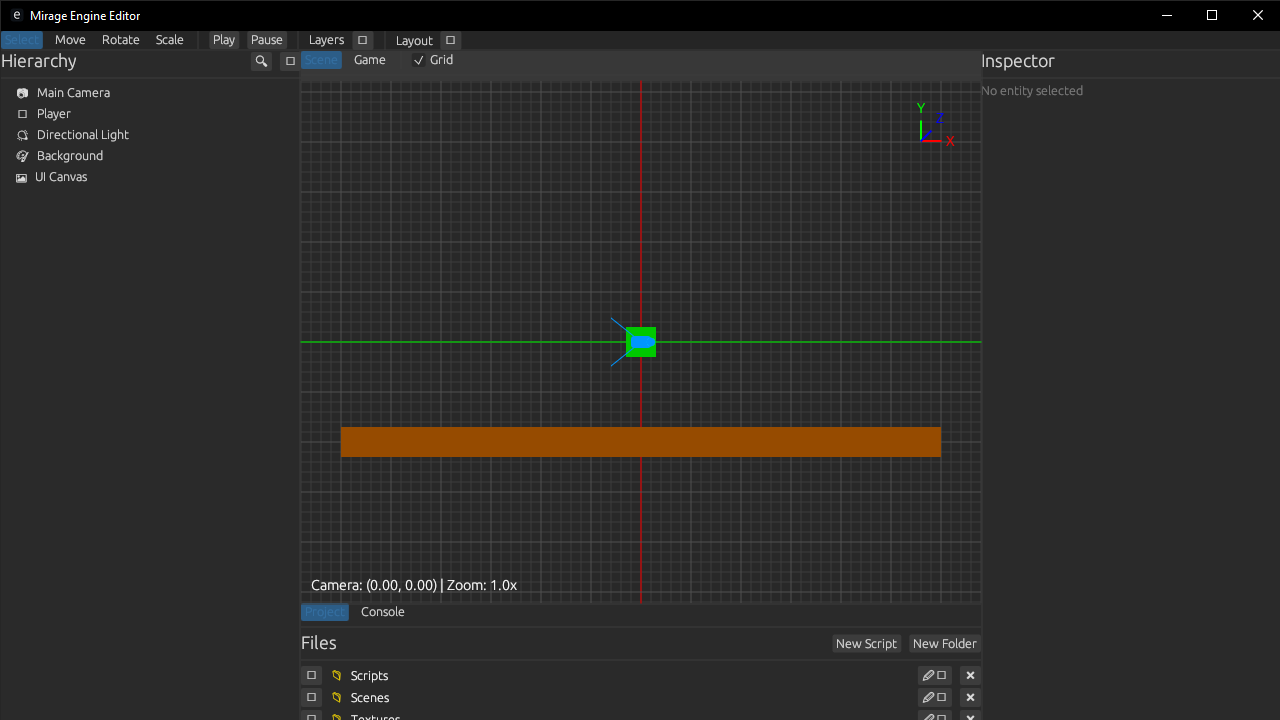 e Mirage Engine Editor
Select Move Rotate Scale Play Pause Layers Layout
Hierarchy
Scene Game Grid
Inspector
No entity selected
Main Camera
Player
Directional Light
Background
UI Canvas
Y
Z
X
Camera: (0.00, 0.00) | Zoom: 1.0x
Project Console
Files New Script New Folder
Scripts
Scenes
Textures